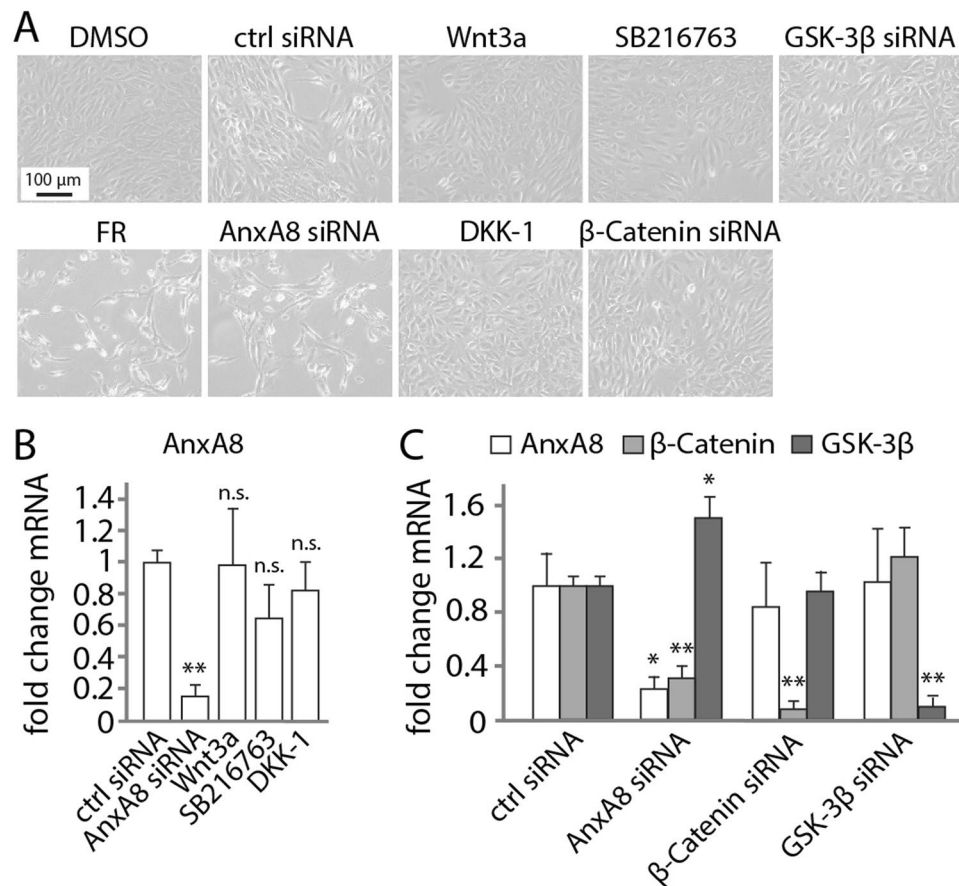 A
DMSO ctrl siRNA Wnt3a SB216763 GSK-3β siRNA
100 µm
FR AnxA8 siRNA DKK-1 β-Catenin siRNA
B
AnxA8
fold change mRNA
1.4
1.2
1
0.8
0.6
0.4
0.2
0
**
n.s.
n.s.
n.s.
ctrl siRNA
AnxA8 siRNA
Wnt3a
SB216763
DKK-1
C
AnxA8 β-Catenin GSK-3β
fold change mRNA
1.6
1.2
0.8
0.4
0
*
**
*
**
**
ctrl siRNA
AnxA8 siRNA
β-Catenin siRNA
GSK-3β siRNA